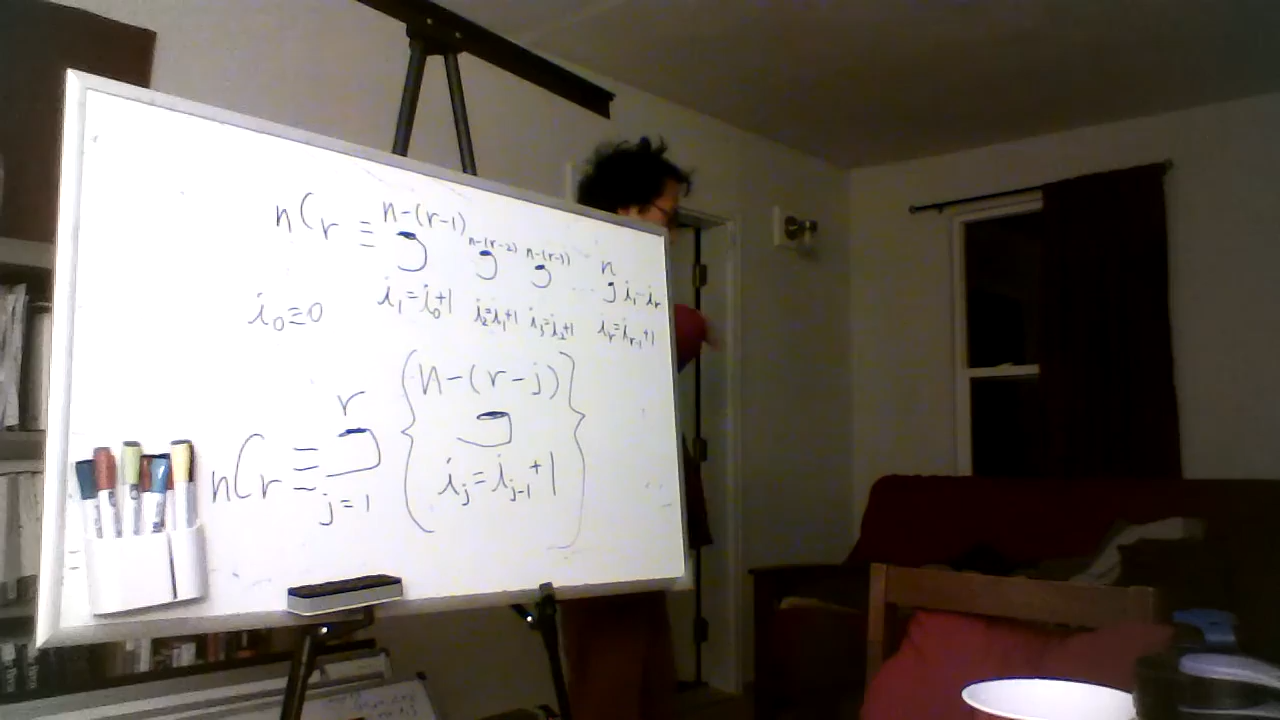 nCr ≡ n-(r-1) g n-(r-2) g n-(r-3) g ... n g i₁-iᵣ
i₀≡0 i₁=i₀+1 i₂=i₁+1 i₃=i₂+1 iᵣ=iᵣ₋₁+1
r { n-(r-j) }
nCr ≡ g { g }
j=1 { iⱼ=iⱼ₋₁+1 }